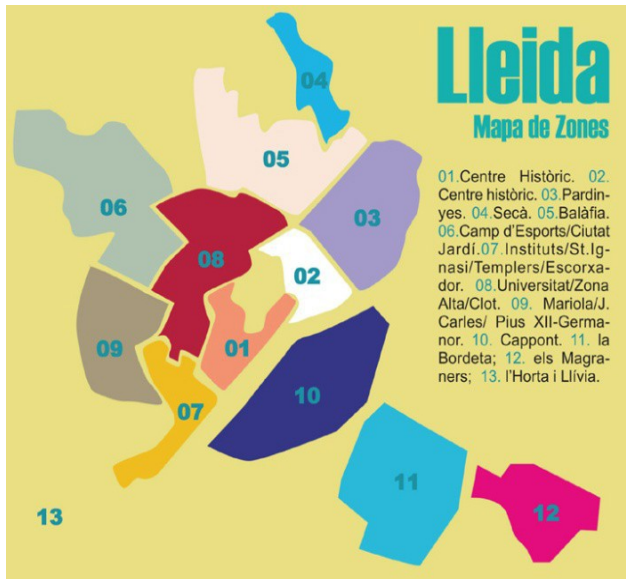 Lleida
Mapa de Zones
01.Centre Històric. 02.
Centre històric. 03.Pardin-
yes. 04.Secà. 05.Balàfia.
06.Camp d'Esports/Ciutat
Jardí.07.Instituts/St.Ig-
nasi/Templers/Escorxa-
dor. 08.Universitat/Zona
Alta/Clot. 09. Mariola/J.
Carles/ Pius XII-Germa-
nor. 10. Cappont. 11. la
Bordeta; 12. els Magra-
ners; 13. l'Horta i Llívia.
04
05
06
03
08
02
09
01
07
10
11
12
13